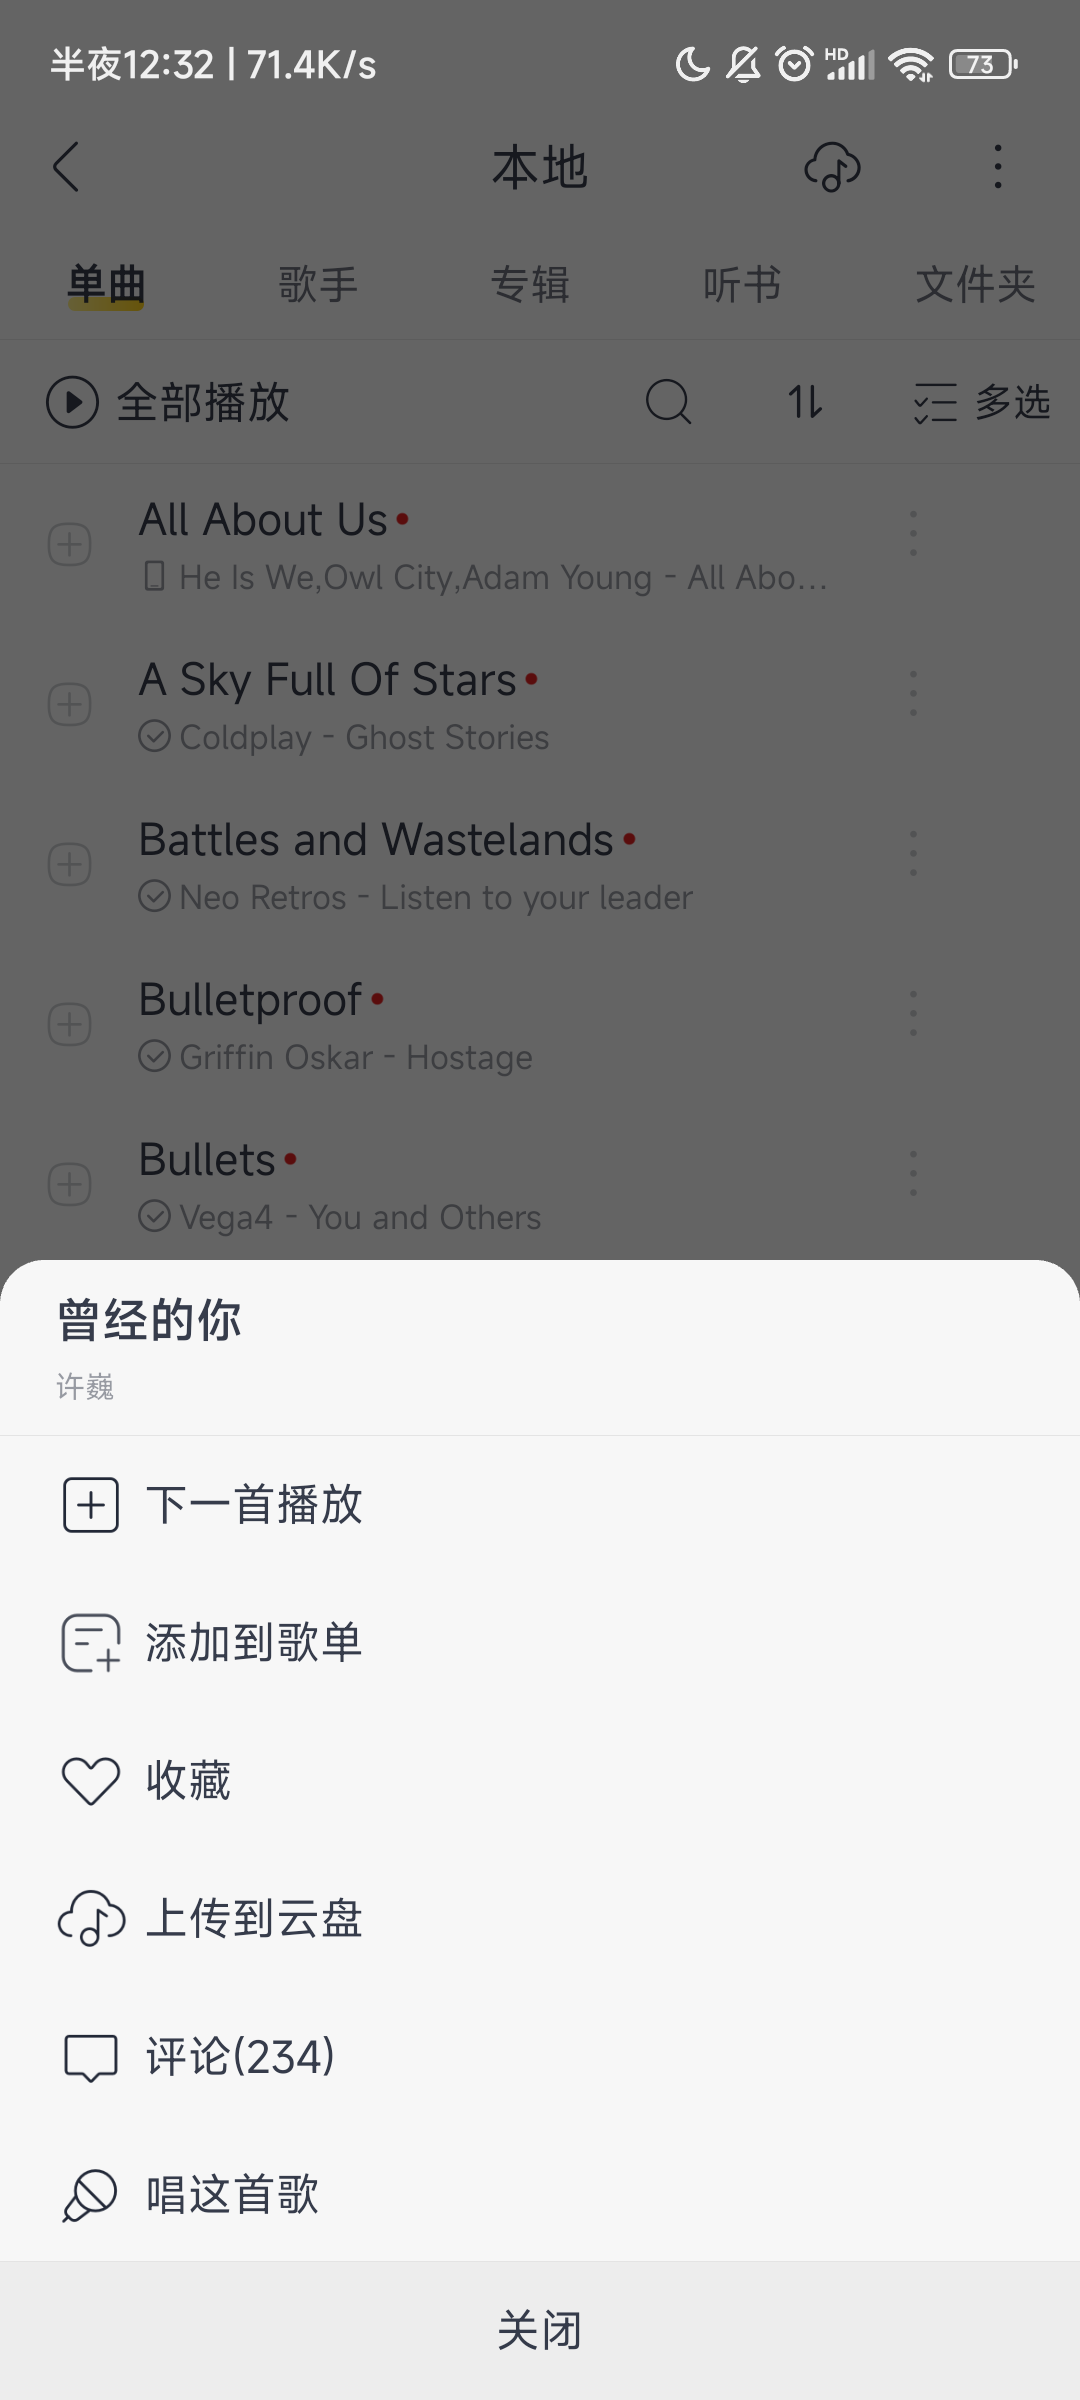 半夜12:32 | 71.4K/s HD 73
本地
单曲 歌手 专辑 听书 文件夹
全部播放 多选
All About Us
He Is We,Owl City,Adam Young - All Abo...
A Sky Full Of Stars
Coldplay - Ghost Stories
Battles and Wastelands
Neo Retros - Listen to your leader
Bulletproof
Griffin Oskar - Hostage
Bullets
Vega4 - You and Others
曾经的你
许巍
下一首播放
添加到歌单
收藏
上传到云盘
评论(234)
唱这首歌
关闭